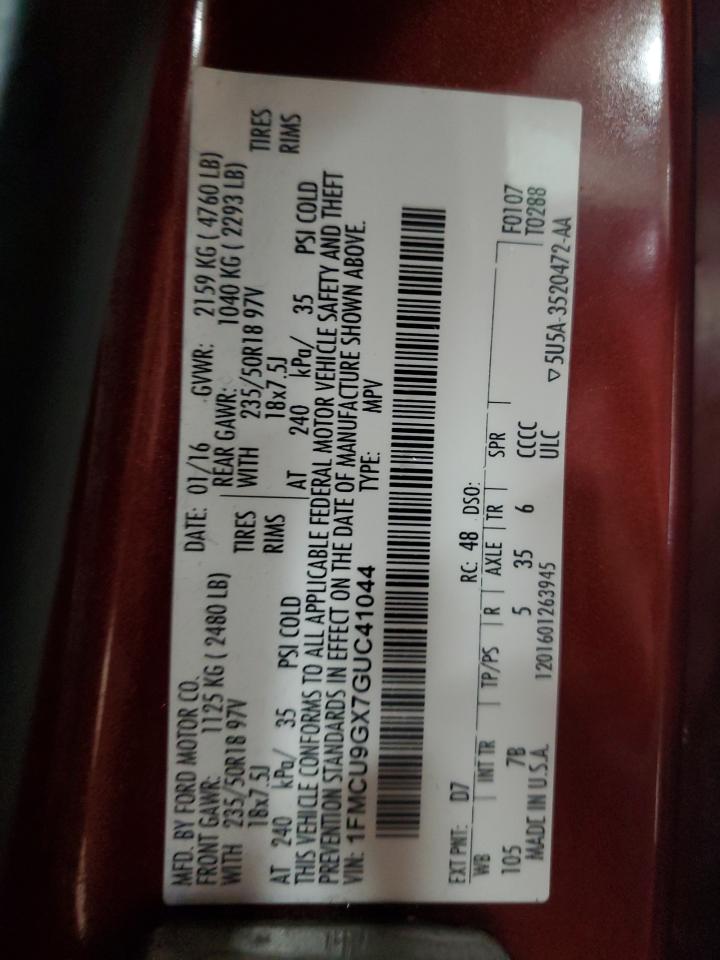 MFD. BY FORD MOTOR CO. DATE: 01/16 GVWR: 2159 KG ( 4760 LB)
FRONT GAWR: 1125 KG ( 2480 LB) REAR GAWR: 1040 KG ( 2293 LB)
WITH 235/50R18 97V TIRES WITH 235/50R18 97V TIRES
18x7.5J RIMS 18x7.5J RIMS
AT 240 kPa/ 35 PSI COLD AT 240 kPa/ 35 PSI COLD
THIS VEHICLE CONFORMS TO ALL APPLICABLE FEDERAL MOTOR VEHICLE SAFETY AND THEFT
PREVENTION STANDARDS IN EFFECT ON THE DATE OF MANUFACTURE SHOWN ABOVE.
VIN: 1FMCU9GX7GUC41044 TYPE: MPV
EXT PNT: D7 RC: 48 DSO:
WB INT TR TP/PS R AXLE TR SPR
105 7B 5 35 6 CCCC
F0107
T0288
MADE IN U.S.A. 1201601263945 ULC
▽ 5U5A-3520472-AA